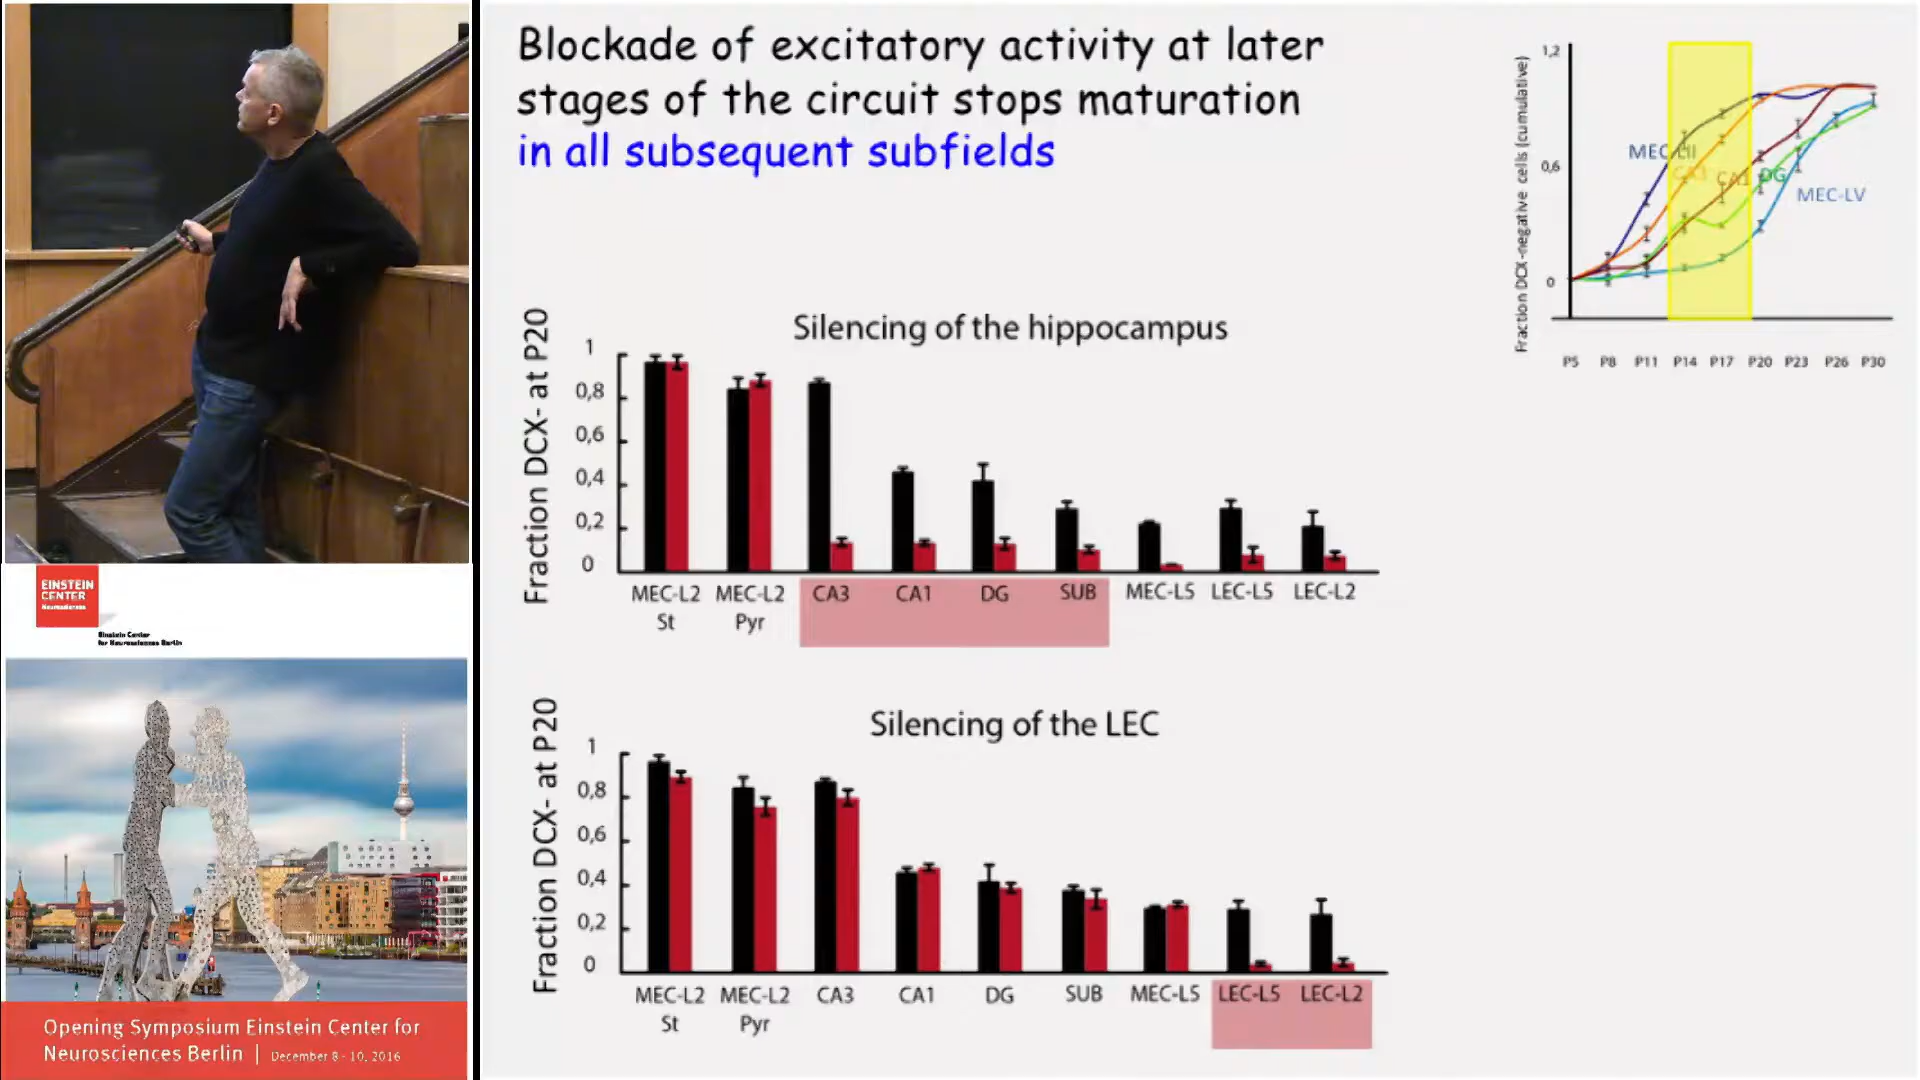 Blockade of excitatory activity at later
stages of the circuit stops maturation
in all subsequent subfields
Fraction DCX-negative cells (cumulative)
1,2
0,6
0
MEC-LII
CA3
CA1
DG
MEC-LV
P5 P8 P11 P14 P17 P20 P23 P26 P30
Silencing of the hippocampus
Fraction DCX- at P20
1
0,8
0,6
0,4
0,2
0
MEC-L2 MEC-L2 CA3 CA1 DG SUB MEC-L5 LEC-L5 LEC-L2
St Pyr
Silencing of the LEC
Fraction DCX- at P20
1
0,8
0,6
0,4
0,2
0
MEC-L2 MEC-L2 CA3 CA1 DG SUB MEC-L5 LEC-L5 LEC-L2
St Pyr
EINSTEIN
CENTER
Neurosciences
Einstein Center
for Neurosciences Berlin
Opening Symposium Einstein Center for
Neurosciences Berlin | December 8 - 10, 2016